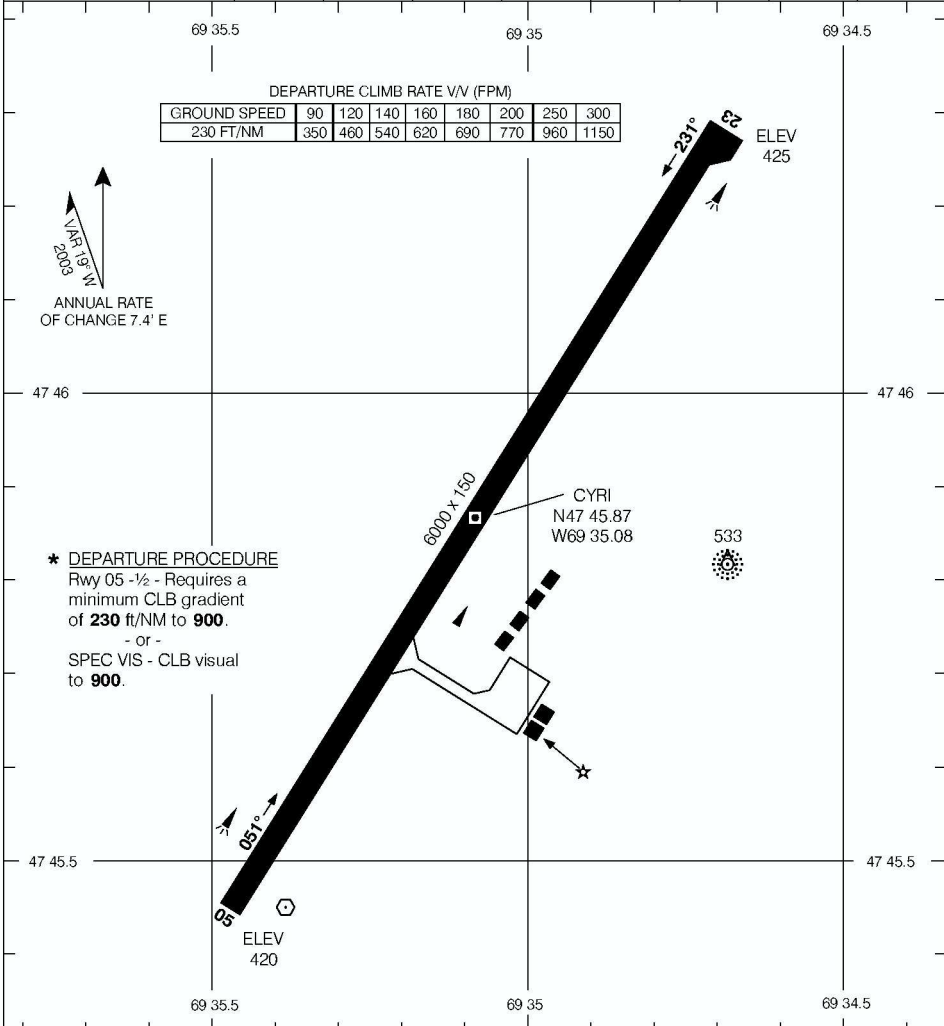 69 35.5
69 35
69 34.5
DEPARTURE CLIMB RATE V/V (FPM)
GROUND SPEED 90 120 140 160 180 200 250 300
230 FT/NM 350 460 540 620 690 770 960 1150
23
231°
ELEV
425
VAR 19° W
2003
ANNUAL RATE
OF CHANGE 7.4' E
47 46
47 46
6000 x 150
CYRI
N47 45.87
W69 35.08
533
* DEPARTURE PROCEDURE
Rwy 05 -½ - Requires a
minimum CLB gradient
of 230 ft/NM to 900.
- or -
SPEC VIS - CLB visual
to 900.
051°
47 45.5
47 45.5
05
ELEV
420
69 35.5
69 35
69 34.5